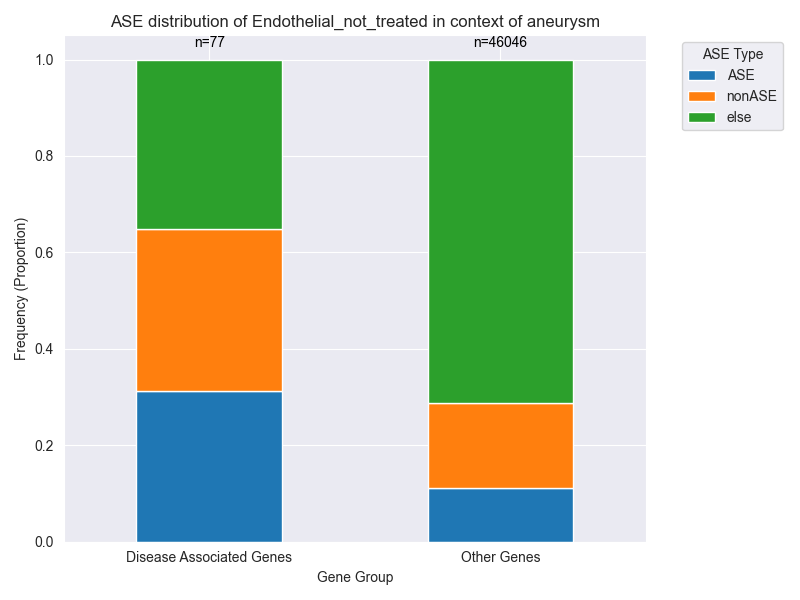 ASE distribution of Endothelial_not_treated in context of aneurysm
n=77
n=46046
ASE Type
ASE
nonASE
else
1.0
0.8
0.6
0.4
0.2
0.0
Frequency (Proportion)
Disease Associated Genes
Other Genes
Gene Group